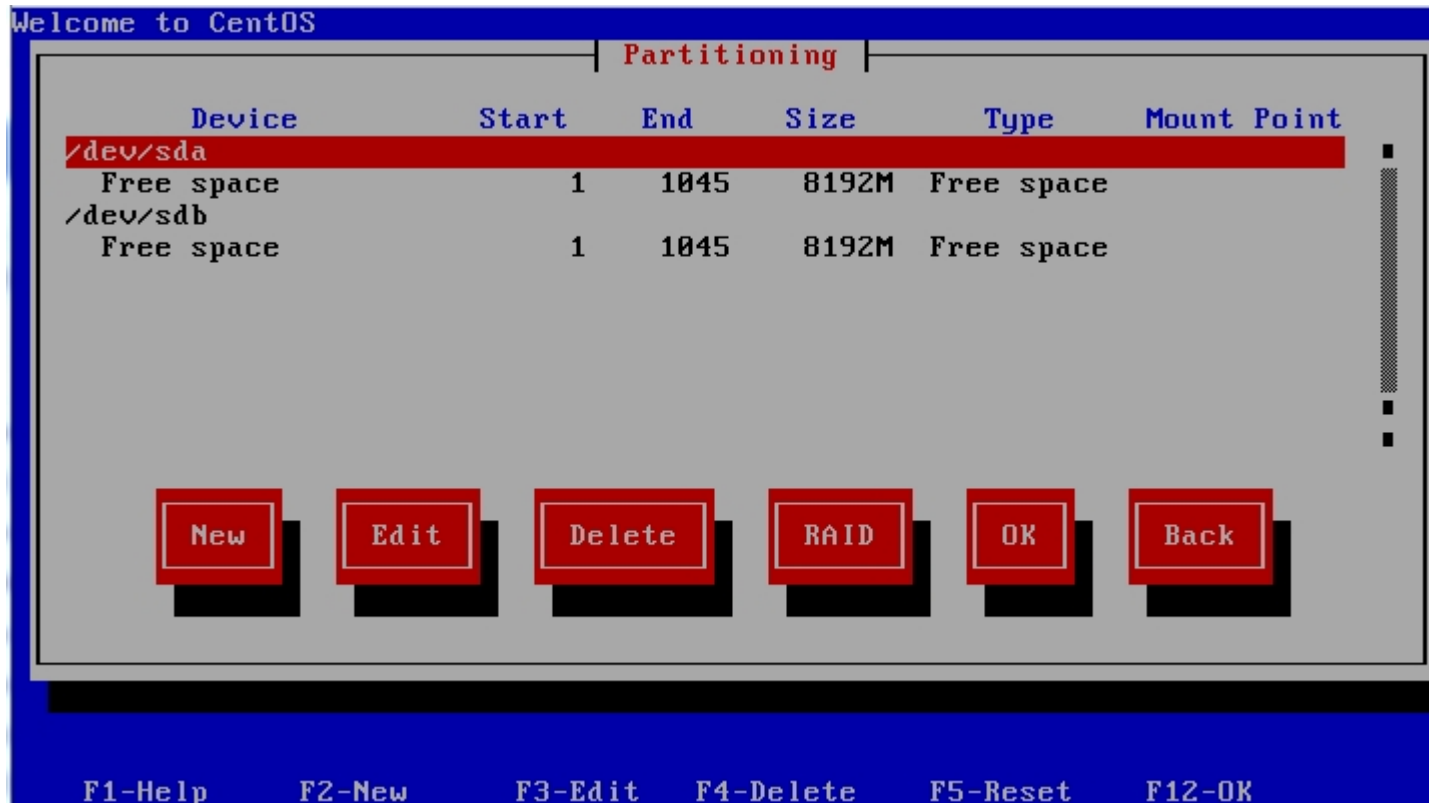 Welcome to CentOS
Partitioning
Device Start End Size Type Mount Point
/dev/sda
Free space 1 1045 8192M Free space
/dev/sdb
Free space 1 1045 8192M Free space
New Edit Delete RAID OK Back
F1-Help F2-New F3-Edit F4-Delete F5-Reset F12-OK